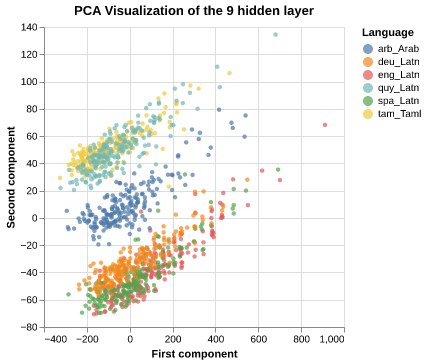 PCA Visualization of the 9 hidden layer
Language
arb_Arab
deu_Latn
eng_Latn
quy_Latn
spa_Latn
tam_Taml
Second component
140
120
100
80
60
40
20
0
−20
−40
−60
−80
−400 −200 0 200 400 600 800 1,000
First component